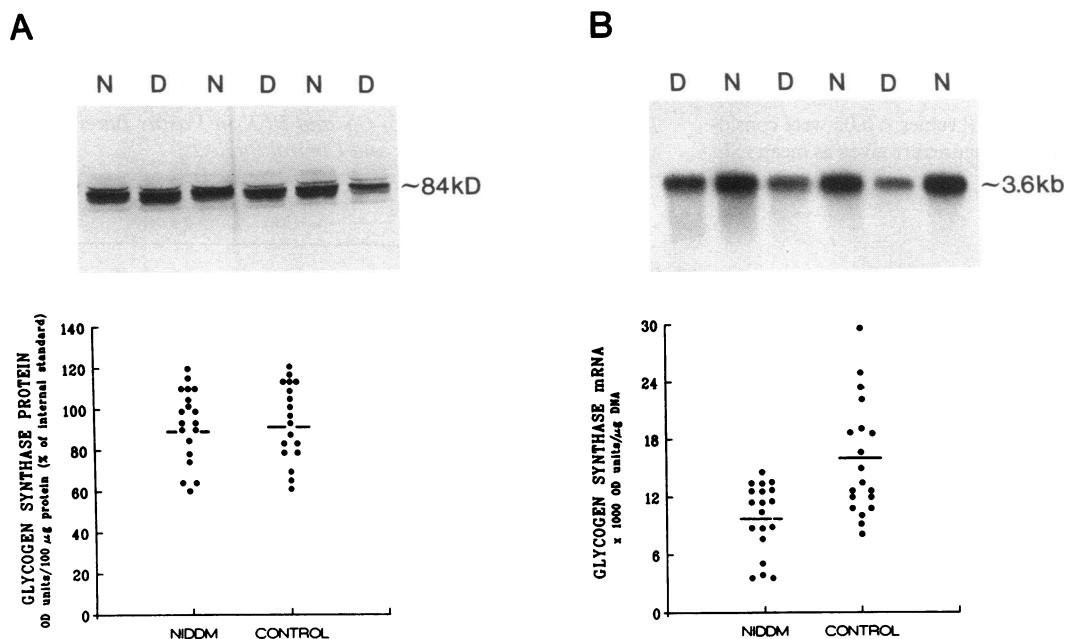 A
N D N D N D
~84kD
GLYCOGEN SYNTHASE PROTEIN
OD units/100 µg protein (% of internal standard)
140
120
100
80
60
40
20
0
NIDDM CONTROL
B
D N D N D N
~3.6kb
GLYCOGEN SYNTHASE mRNA
x 1000 OD units/µg DNA
30
24
18
12
6
0
NIDDM CONTROL